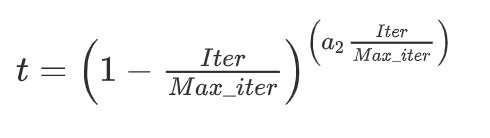 t = (1 − Iter/Max_iter)^(a₂ Iter/Max_iter)